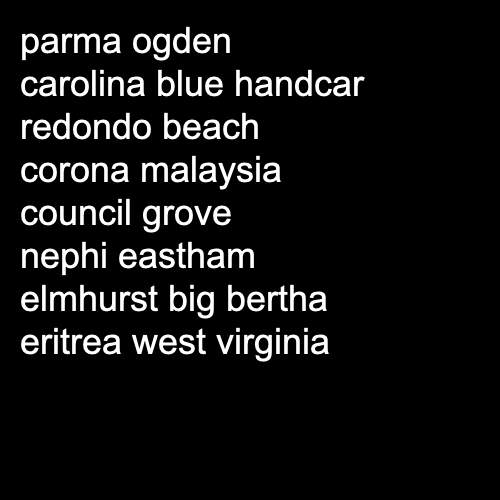 parma ogden
carolina blue handcar
redondo beach
corona malaysia
council grove
nephi eastham
elmhurst big bertha
eritrea west virginia